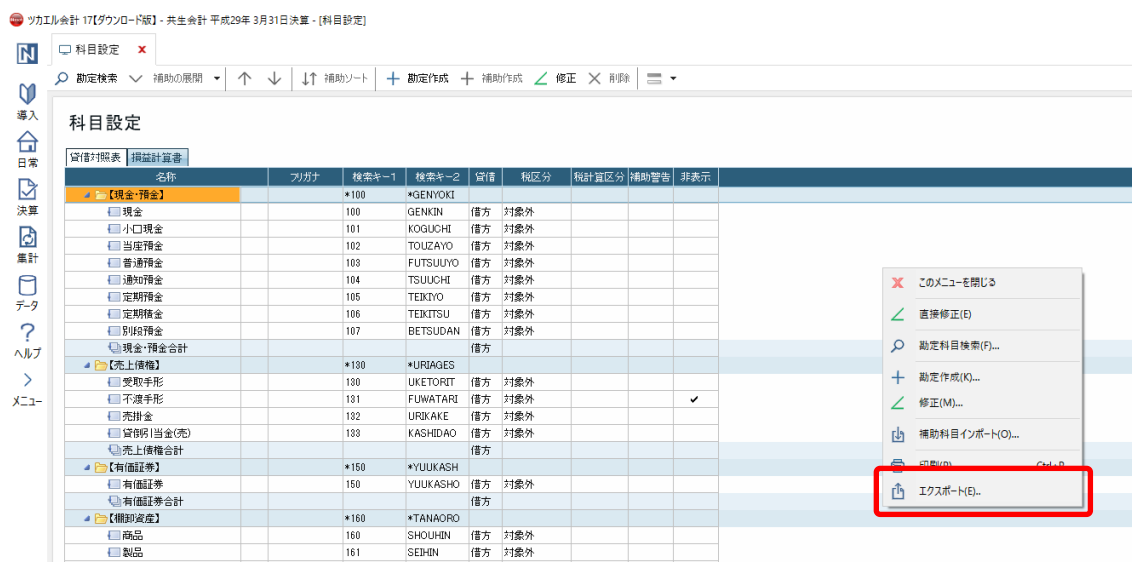 ツカエル会計 17【ダウンロード版】 - 共生会計 平成29年 3月31日決算 - [科目設定]
科目設定 x
勘定検索 補助の展開 補助ソート 勘定作成 補助作成 修正 削除
導入
日常
決算
集計
データ
ヘルプ
メニュー
科目設定
貸借対照表 損益計算書
名称 フリガナ 検索キー1 検索キー2 貸借 税区分 税計算区分 補助警告 非表示
【現金・預金】 *100 *GENYOKI
現金 100 GENKIN 借方 対象外
小口現金 101 KOGUCHI 借方 対象外
当座預金 102 TOUZAYO 借方 対象外
普通預金 103 FUTSUUYO 借方 対象外
通知預金 104 TSUUCHI 借方 対象外
定期預金 105 TEIKIYO 借方 対象外
定期積金 106 TEIKITSU 借方 対象外
別段預金 107 BETSUDAN 借方 対象外
現金・預金合計 借方
【売上債権】 *130 *URIAGES
受取手形 130 UKETORIT 借方 対象外
不渡手形 131 FUWATARI 借方 対象外 ✔
売掛金 132 URIKAKE 借方 対象外
貸倒引当金(売) 133 KASHIDAO 借方 対象外
売上債権合計 借方
【有価証券】 *150 *YUUKASH
有価証券 150 YUUKASHO 借方 対象外
有価証券合計 借方
【棚卸資産】 *160 *TANAORO
商品 160 SHOUHIN 借方 対象外
製品 161 SEIHIN 借方 対象外
このメニューを閉じる
直接修正(E)
勘定科目検索(F)...
勘定作成(K)...
修正(M)...
補助科目インポート(O)...
印刷(P) Ctrl+P
エクスポート(E)...